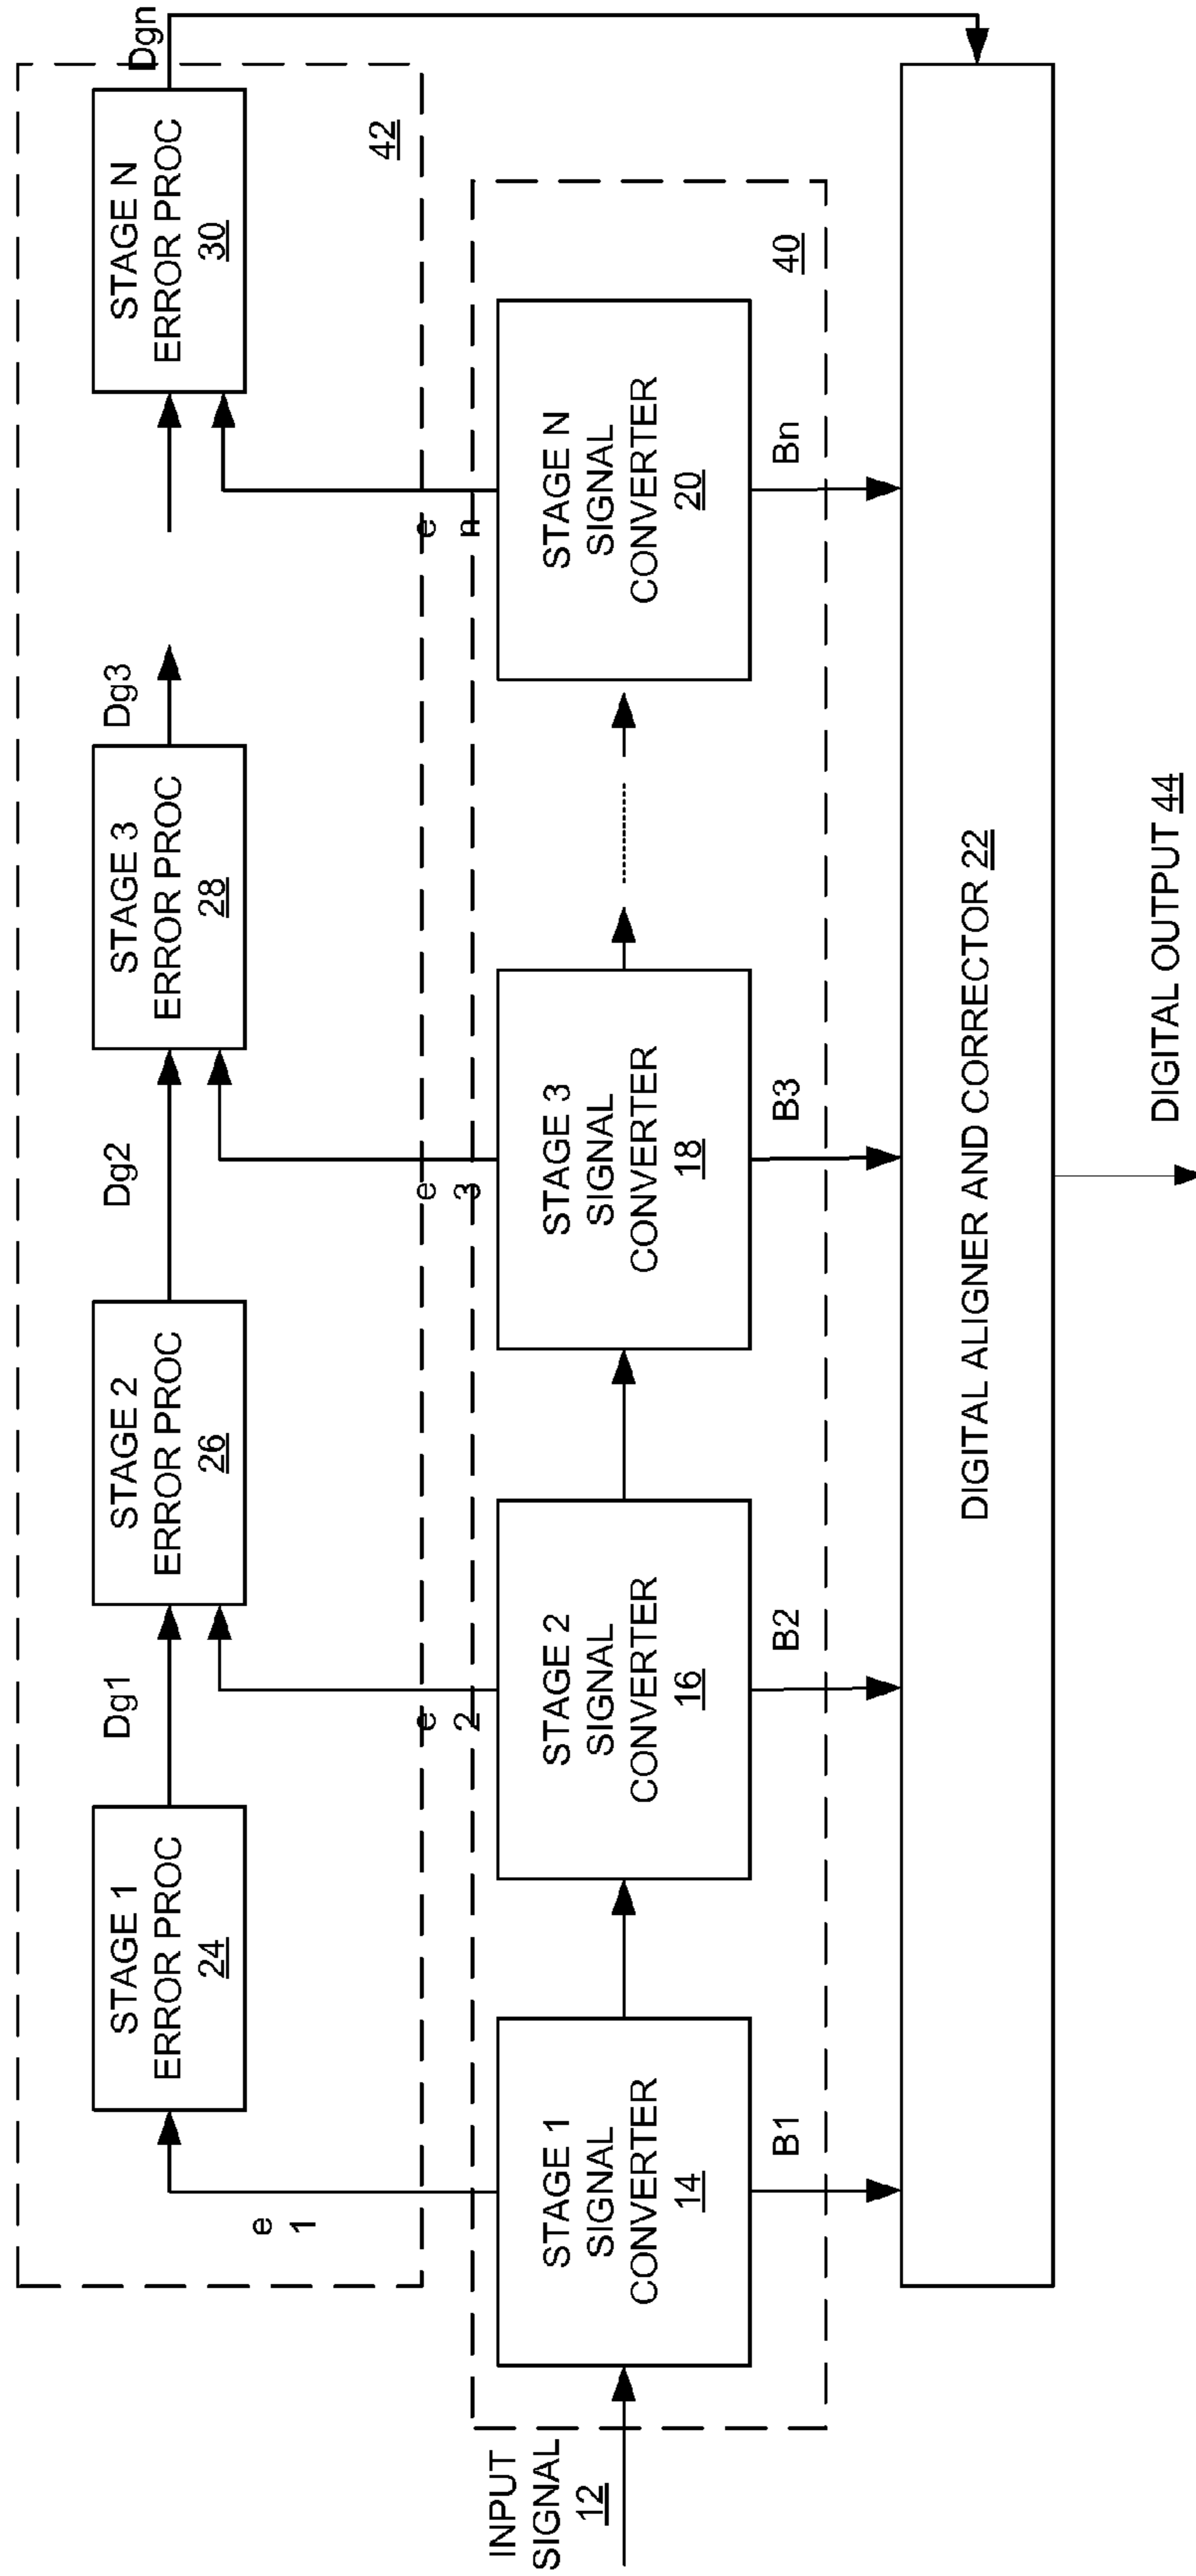 Dgn
STAGE 1
ERROR PROC
24
Dg1
STAGE 2
ERROR PROC
26
Dg2
STAGE 3
ERROR PROC
28
Dg3
STAGE N
ERROR PROC
30
42
e
1
e
2
e
3
e
n
INPUT
SIGNAL
12
STAGE 1
SIGNAL
CONVERTER
14
STAGE 2
SIGNAL
CONVERTER
16
STAGE 3
SIGNAL
CONVERTER
18
STAGE N
SIGNAL
CONVERTER
20
40
B1
B2
B3
Bn
DIGITAL ALIGNER AND CORRECTOR 22
DIGITAL OUTPUT 44